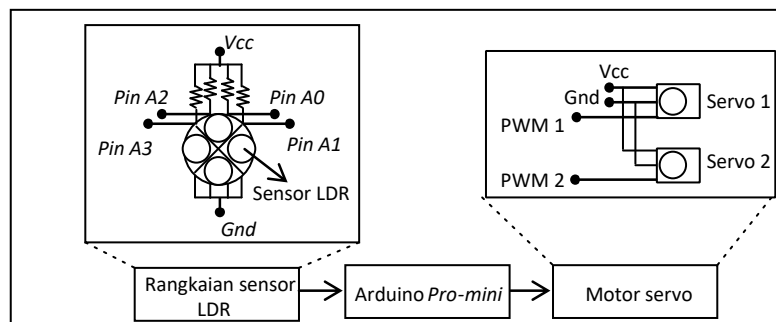 Vcc
Pin A2
Pin A0
Pin A3
Pin A1
Sensor LDR
Gnd
Vcc
Gnd
Servo 1
PWM 1
Servo 2
PWM 2
Rangkaian sensor
LDR
Arduino Pro-mini
Motor servo